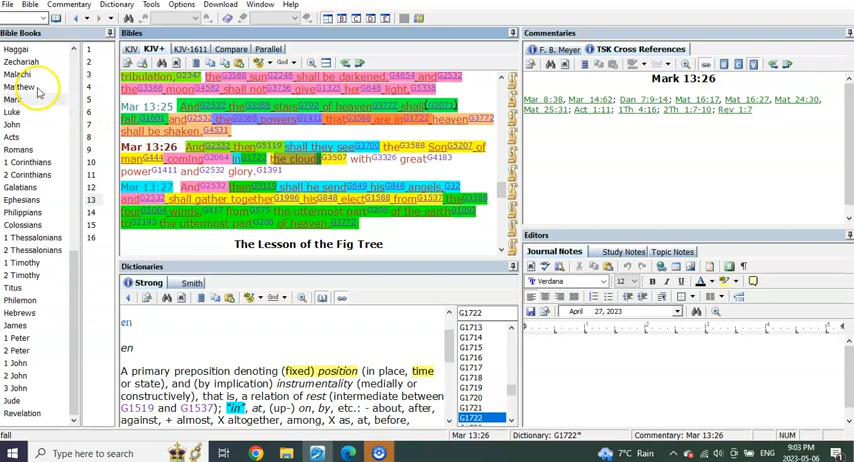 File Bible Commentary Dictionary Tools Options Download Window Help
Bible Books
Haggai
Zechariah
Malachi
Matthew
Mark
Luke
John
Acts
Romans
1 Corinthians
2 Corinthians
Galatians
Ephesians
Philippians
Colossians
1 Thessalonians
2 Thessalonians
1 Timothy
2 Timothy
Titus
Philemon
Hebrews
James
1 Peter
2 Peter
1 John
2 John
3 John
Jude
Revelation
1
2
3
4
5
6
7
8
9
10
11
12
13
14
15
16
Bibles
KJV KJV+ KJV-1611 Compare Parallel
tribulation,G2347 the G3588 sun G2246 shall be darkened,G4654 and G2532
the G3588 moon G4582 shall not G3756 give G1325 her G848 light,G5338
Mar 13:25 And G2532 the G3588 stars G792 of heaven G3772 shall (G2073)
fall,G1601 and G2532 the G3588 powers G1411 that are in G1722 heaven G3772
shall be shaken.G4531
Mar 13:26 And G2532 then G5119 shall they see G3700 the G3588 Son G5207 of
man G444 coming G2064 in G1722 the clouds G3507 with G3326 great G4183
power G1411 and G2532 glory.G1391
Mar 13:27 And G2532 then G5119 shall he send G649 his G848 angels,G32
and G2532 shall gather together G1996 his G848 elect G1588 from G1537 the G3588
four G5064 winds,G417 from G575 the uttermost part G206 of the earth G1093
to G2193 the uttermost part G206 of heaven.G3772
The Lesson of the Fig Tree
Dictionaries
Strong Smith
God
en
en
A primary preposition denoting (fixed) position (in place, time
or state), and (by implication) instrumentality (medially or
constructively), that is, a relation of rest (intermediate between
G1519 and G1537); "in", at, (up-) on, by, etc.: - about, after,
against, + almost, X altogether, among, X as, at, before,
G1722
G1713
G1714
G1715
G1716
G1717
G1718
G1719
G1720
G1721
G1722
Commentaries
F. B. Meyer TSK Cross References
Mark 13:26
Mar 8:38, Mar 14:62; Dan 7:9-14; Mat 16:17, Mat 16:27, Mat 24:30,
Mat 25:31; Act 1:11; 1Th 4:16; 2Th 1:7-10; Rev 1:7
Editors
Journal Notes Study Notes Topic Notes
Verdana 12 B I U A
April 27, 2023
fall Mar 13:26 Dictionary: G1722* Commentary: Mar 13:26 NUM
Type here to search
7°C Rain ENG 9:03 PM
2023-05-06